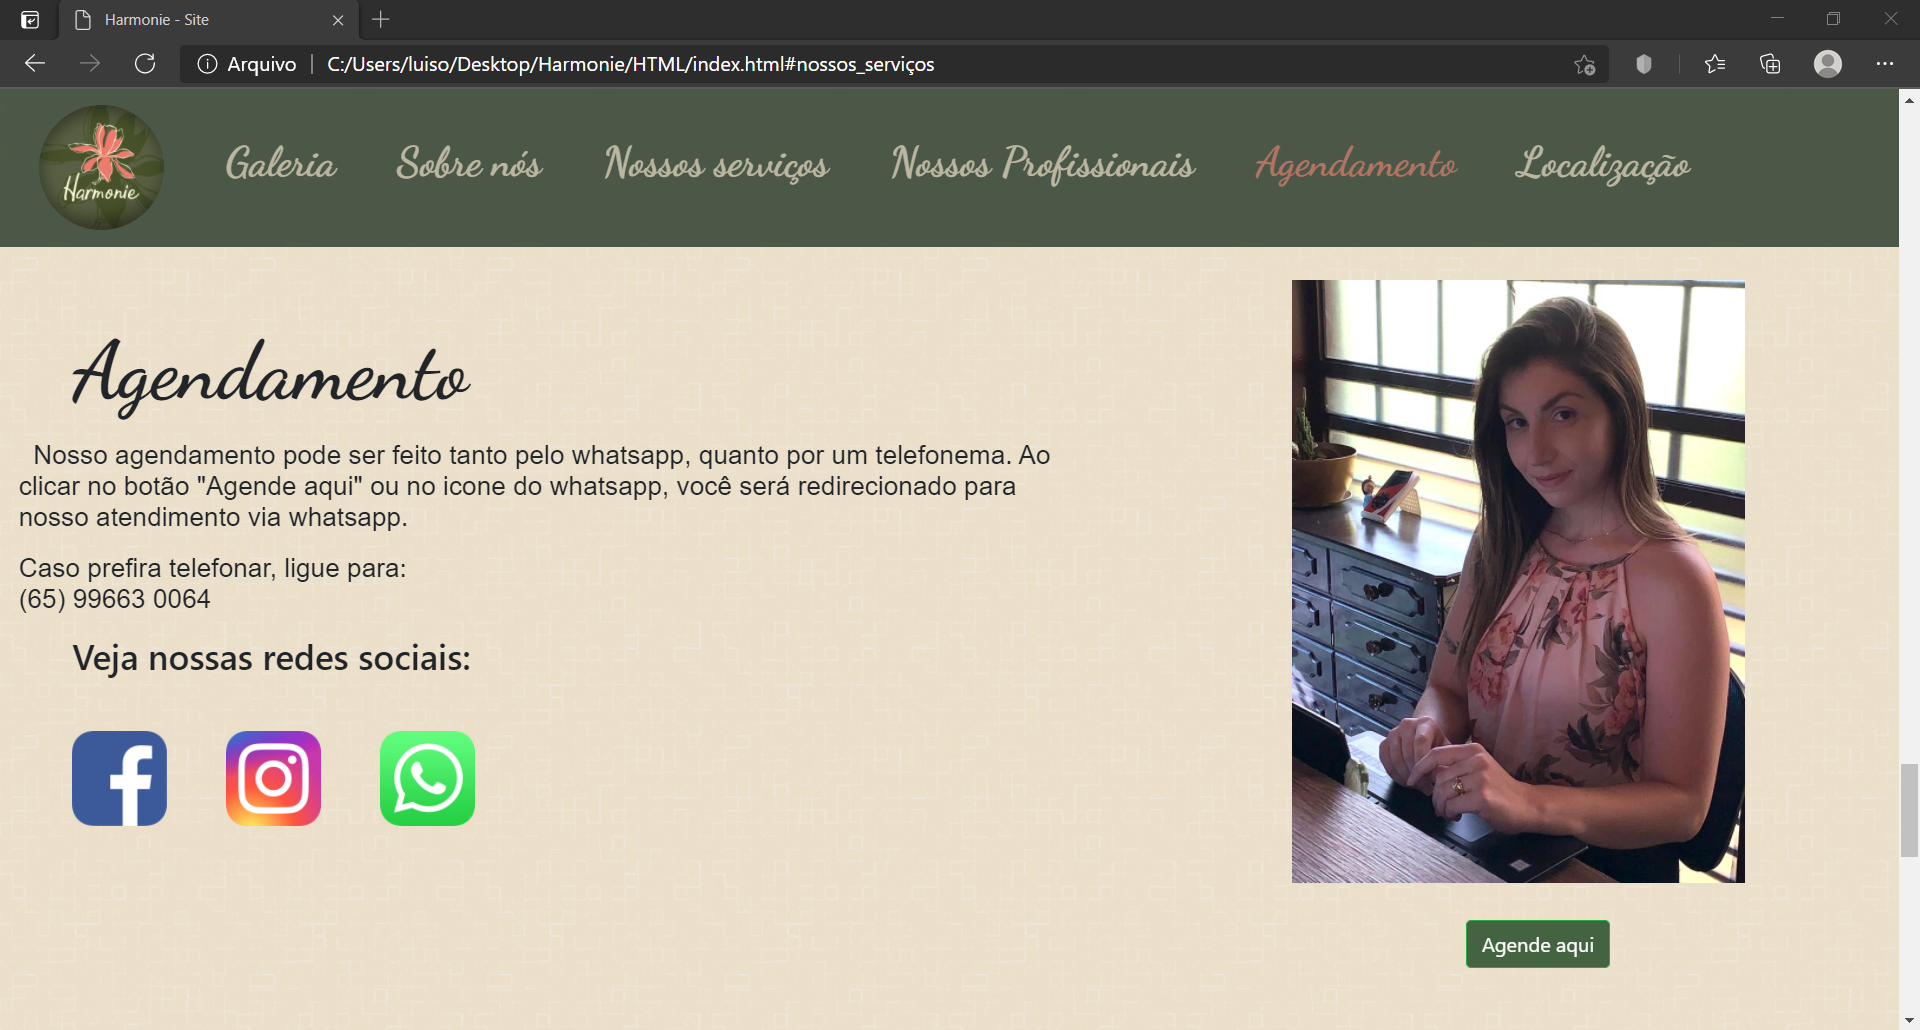 Harmonie - Site
Arquivo
C:/Users/luiso/Desktop/Harmonie/HTML/index.html#nossos_serviços
Harmonie
Galeria
Sobre nós
Nossos serviços
Nossos Profissionais
Agendamento
Localização
Agendamento
Nosso agendamento pode ser feito tanto pelo whatsapp, quanto por um telefonema. Ao
clicar no botão "Agende aqui" ou no icone do whatsapp, você será redirecionado para
nosso atendimento via whatsapp.
Caso prefira telefonar, ligue para:
(65) 99663 0064
Veja nossas redes sociais:
Agende aqui